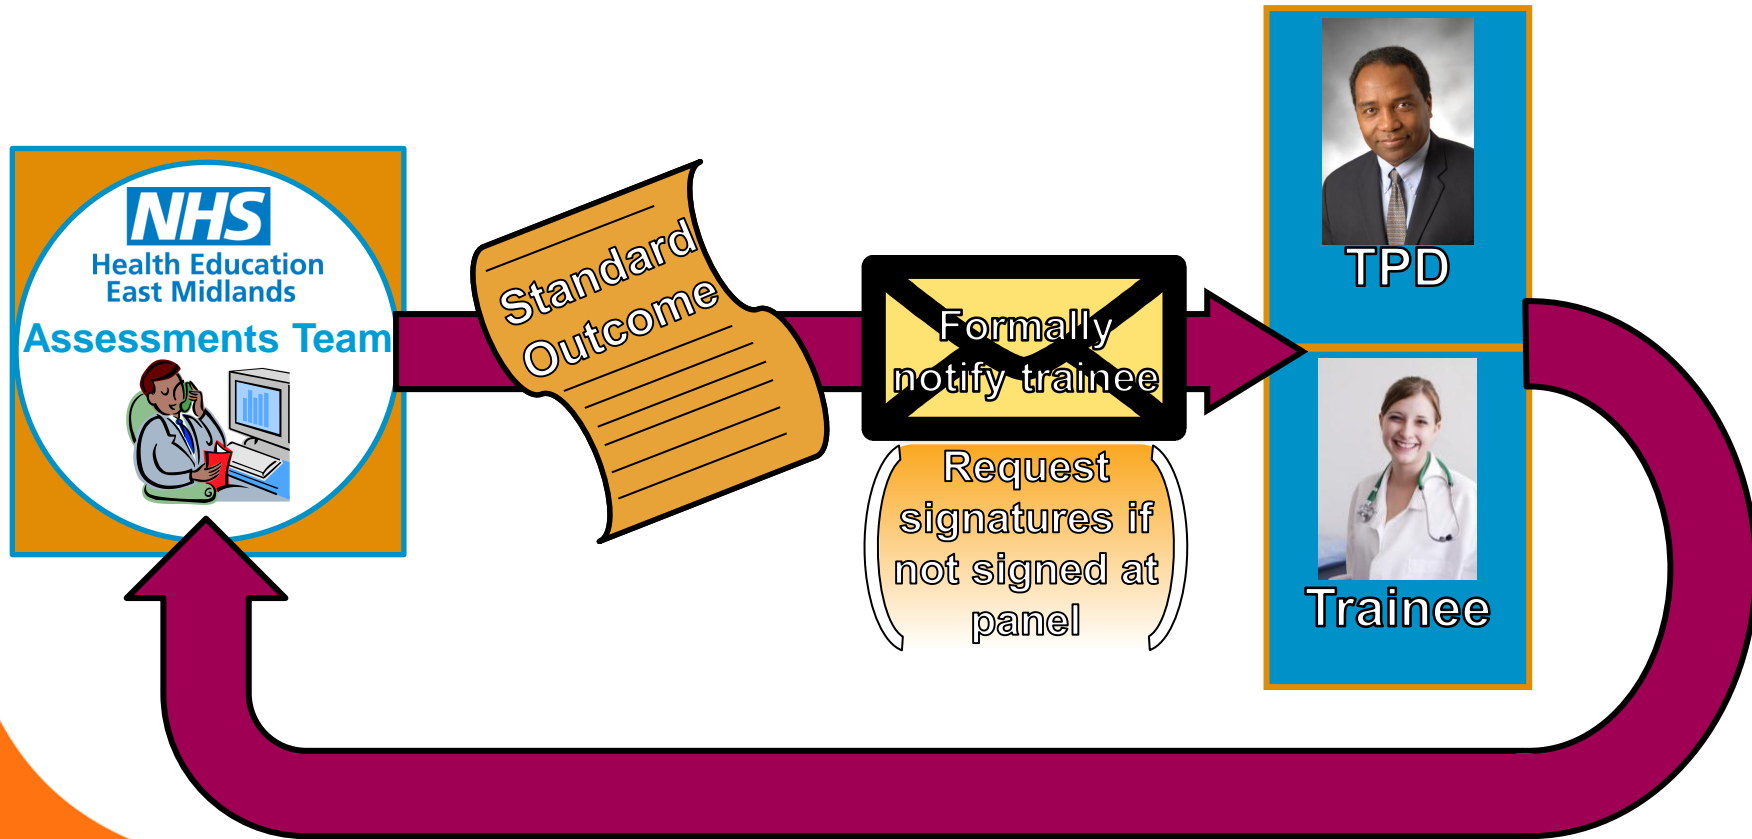 NHS
Health Education
East Midlands
Assessments Team
Standard
Outcome
Formally
notify trainee
Request
signatures if
not signed at
panel
TPD
Trainee